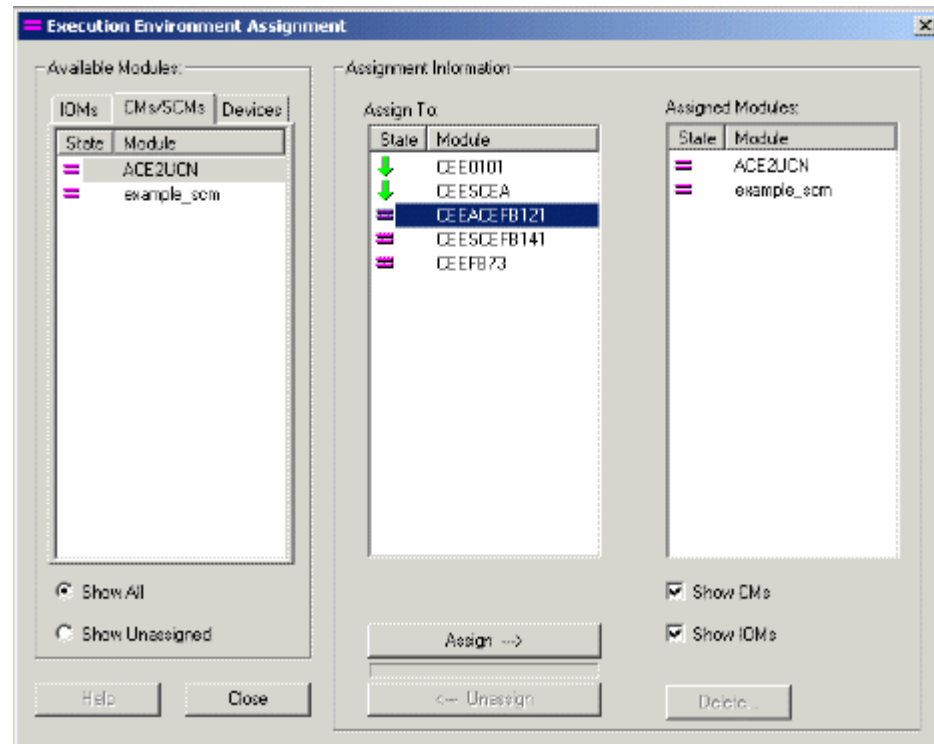 Execution Environment Assignment
Available Modules:
IOMs CMs/SCMs Devices
State Module
ACE2UCN
example_scm
Show All
Show Unassigned
Help Close
Assignment Information
Assign To:
State Module
CEE0101
CEESCEA
CEEACEFB121
CEESCEFB141
CEEFB73
Assign --->
<--- Unassign
Assigned Modules:
State Module
ACE2UCN
example_scm
Show CMs
Show IOMs
Delete...